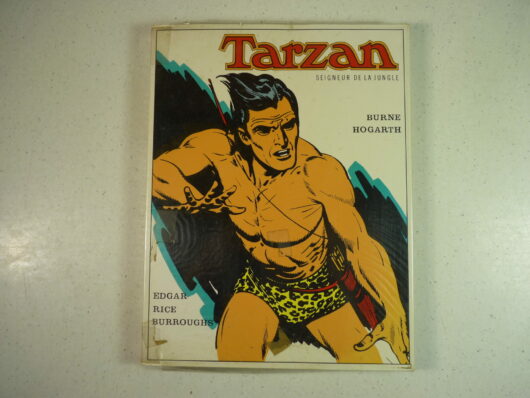 Tarzan
SEIGNEUR DE LA JUNGLE
BURNE
HOGARTH
EDGAR
RICE
BURROUGHS